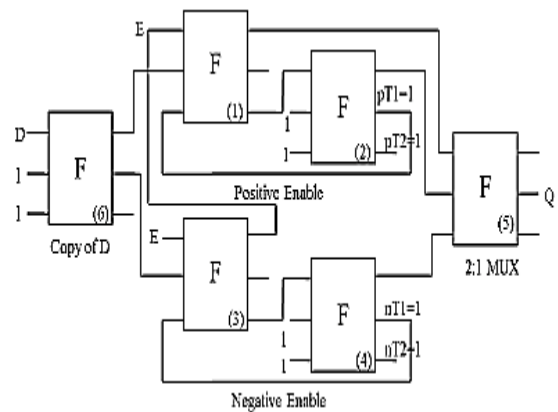 E
F
(1)
F
1
1
pT1=1
pT2=1
(2)
D
1
1
F
(6)
Copy of D
Positive Enable
F
(5)
Q
2:1 MUX
E
F
(3)
F
1
1
nT1=1
nT2=1
(4)
Negative Enable